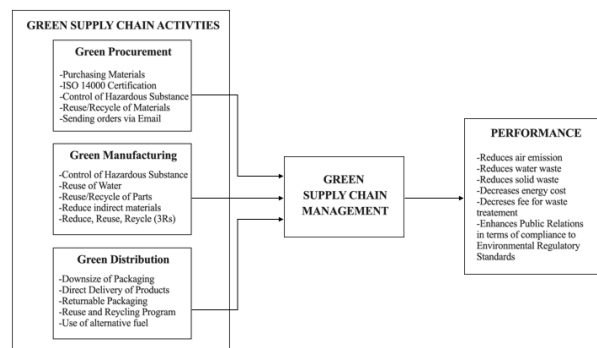 GREEN SUPPLY CHAIN ACTIVTIES
Green Procurement
-Purchasing Materials
-ISO 14000 Certification
-Control of Hazardous Substance
-Reuse/Recycle of Materials
-Sending orders via Email
Green Manufacturing
-Control of Hazardous Substance
-Reuse of Water
-Reuse/Recycle of Parts
-Reduce indirect materials
-Reduce, Reuse, Reycle (3Rs)
Green Distribution
-Downsize of Packaging
-Direct Delivery of Products
-Returnable Packaging
-Reuse and Reycling Program
-Use of alternative fuel
GREEN
SUPPLY CHAIN
MANAGEMENT
PERFORMANCE
-Reduces air emission
-Reduces water waste
-Reduces solid waste
-Decreases energy cost
-Decreses fee for waste
treatement
-Enhances Public Relations
in terms of compliance to
Environmental Regulatory
Standards